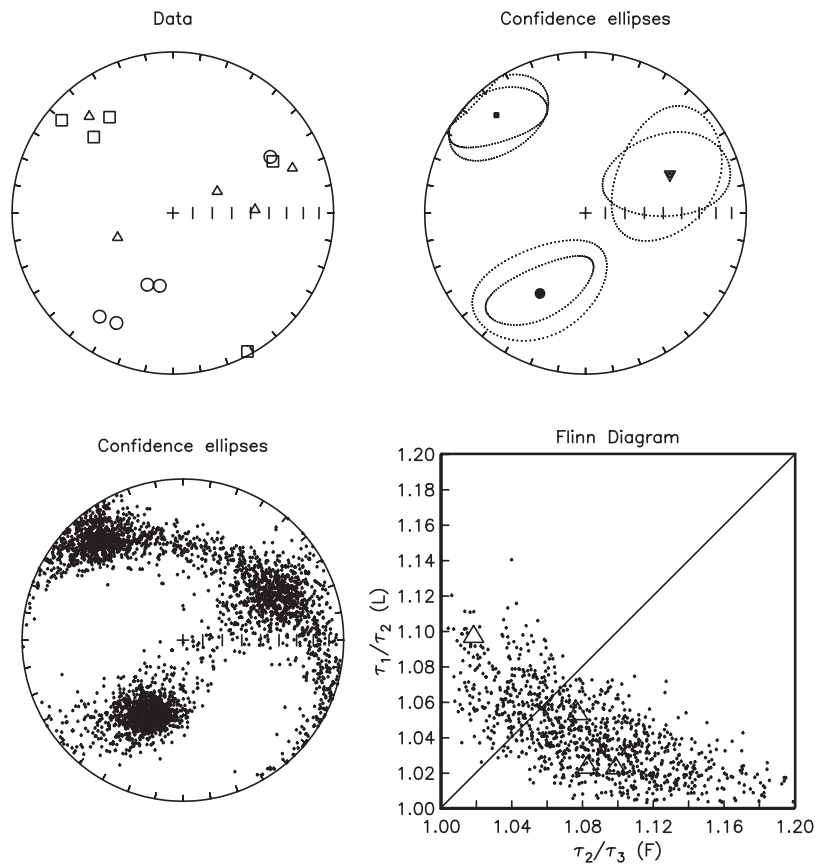 Data
Confidence ellipses
Confidence ellipses
Flinn Diagram
τ1/τ2 (L)
1.20
1.18
1.16
1.14
1.12
1.10
1.08
1.06
1.04
1.02
1.00
1.00 1.04 1.08 1.12 1.16 1.20
τ2/τ3 (F)